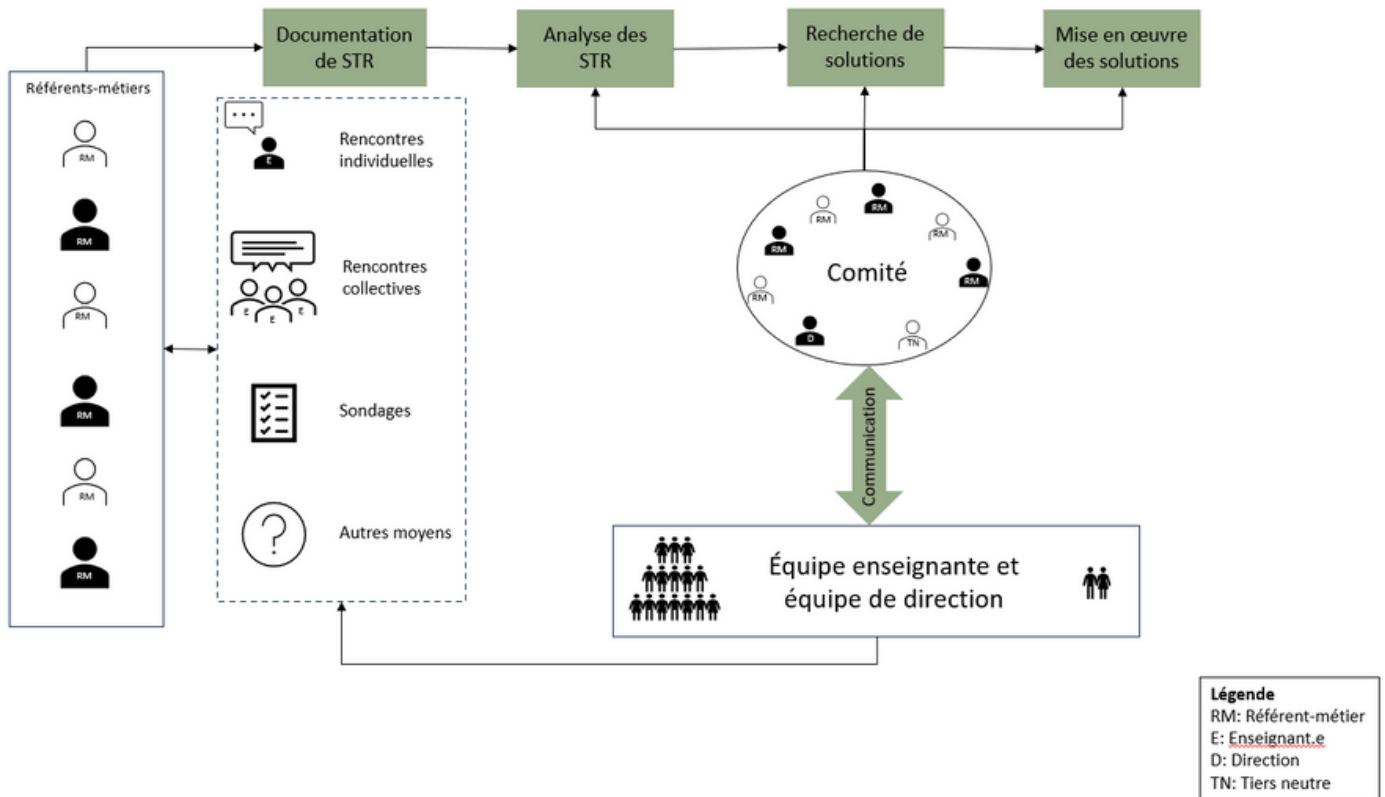 Documentation
de STR
Analyse des
STR
Recherche de
solutions
Mise en œuvre
des solutions
Référents-métiers
RM
RM
RM
RM
RM
RM
E
Rencontres
individuelles
E
E
E
Rencontres
collectives
Sondages
Autres moyens
RM
RM
RM
RM
RM
RM
Comité
D
TN
Communication
Équipe enseignante et
équipe de direction
Légende
RM: Référent-métier
E: Enseignant.e
D: Direction
TN: Tiers neutre